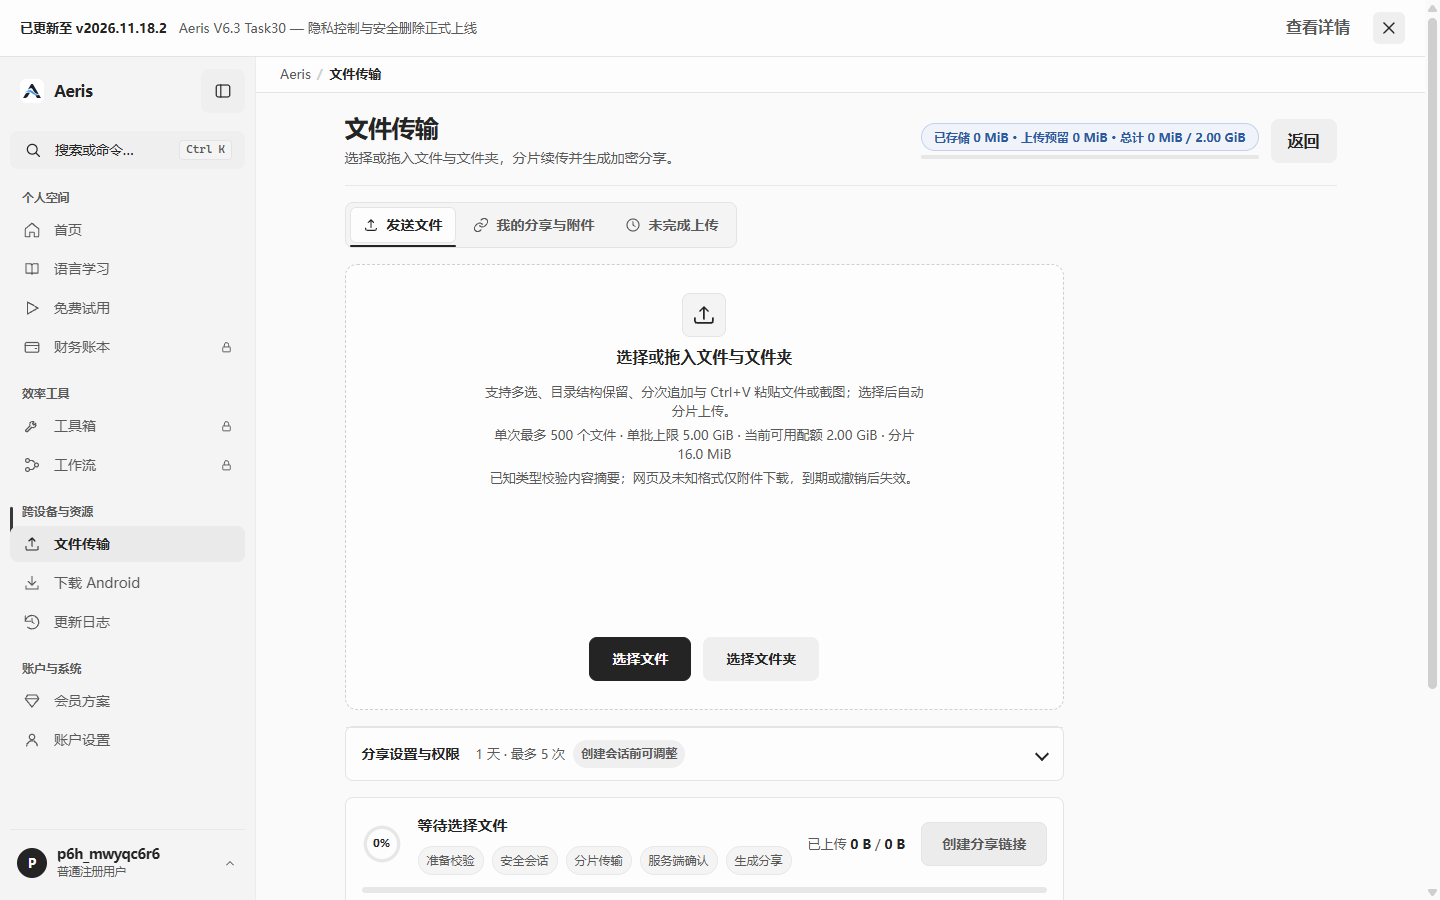 已更新至 v2026.11.18.2 Aeris V6.3 Task30 — 隐私控制与安全删除正式上线 查看详情
Aeris
搜索或命令... Ctrl K
个人空间
首页
语言学习
免费试用
财务账本
效率工具
工具箱
工作流
跨设备与资源
文件传输
下载 Android
更新日志
账户与系统
会员方案
账户设置
P
p6h_mwyqc6r6
普通注册用户
Aeris / 文件传输
文件传输
选择或拖入文件与文件夹，分片续传并生成加密分享。
已存储 0 MiB • 上传预留 0 MiB • 总计 0 MiB / 2.00 GiB
返回
发送文件 我的分享与附件 未完成上传
选择或拖入文件与文件夹
支持多选、目录结构保留、分次追加与 Ctrl+V 粘贴文件或截图；选择后自动
分片上传。
单次最多 500 个文件 · 单批上限 5.00 GiB · 当前可用配额 2.00 GiB · 分片
16.0 MiB
已知类型校验内容摘要；网页及未知格式仅附件下载，到期或撤销后失效。
选择文件 选择文件夹
分享设置与权限 1 天 · 最多 5 次 创建会话前可调整
0%
等待选择文件
准备校验 安全会话 分片传输 服务端确认 生成分享
已上传 0 B / 0 B
创建分享链接